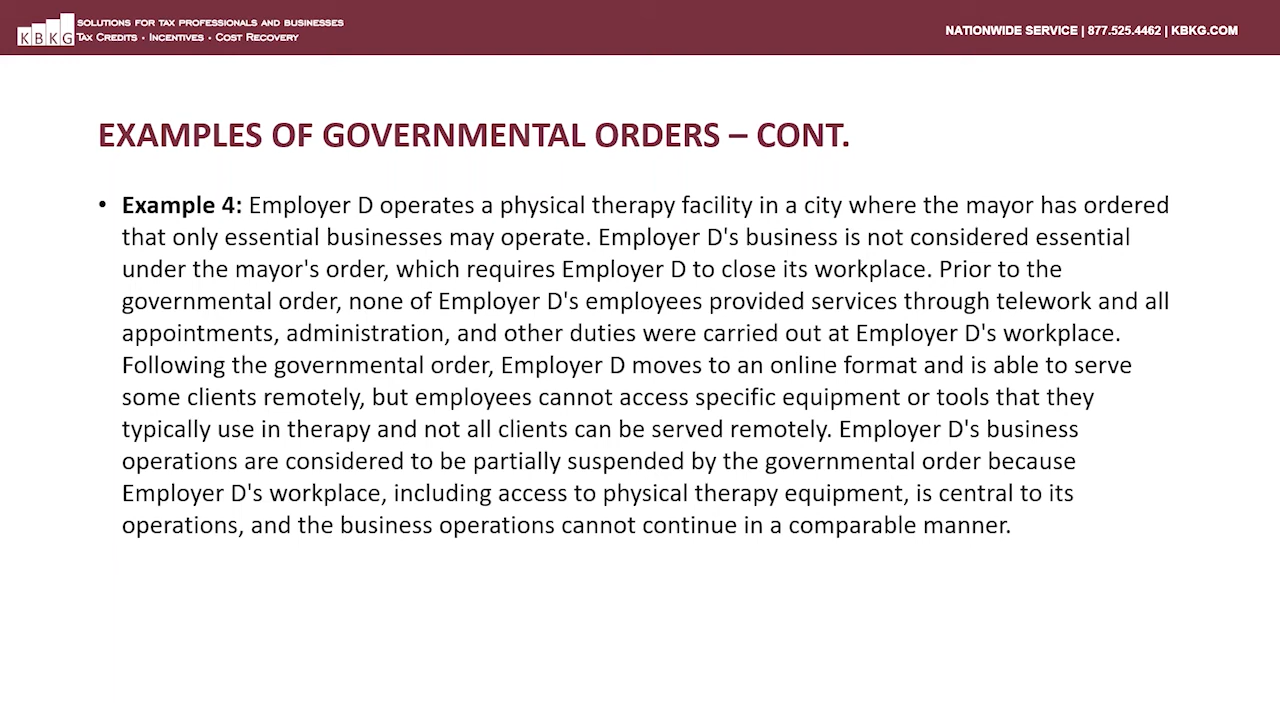 SOLUTIONS FOR TAX PROFESSIONALS AND BUSINESSES
KBKG TAX CREDITS • INCENTIVES • COST RECOVERY
NATIONWIDE SERVICE | 877.525.4462 | KBKG.COM
EXAMPLES OF GOVERNMENTAL ORDERS – CONT.
• Example 4: Employer D operates a physical therapy facility in a city where the mayor has ordered
that only essential businesses may operate. Employer D's business is not considered essential
under the mayor's order, which requires Employer D to close its workplace. Prior to the
governmental order, none of Employer D's employees provided services through telework and all
appointments, administration, and other duties were carried out at Employer D's workplace.
Following the governmental order, Employer D moves to an online format and is able to serve
some clients remotely, but employees cannot access specific equipment or tools that they
typically use in therapy and not all clients can be served remotely. Employer D's business
operations are considered to be partially suspended by the governmental order because
Employer D's workplace, including access to physical therapy equipment, is central to its
operations, and the business operations cannot continue in a comparable manner.